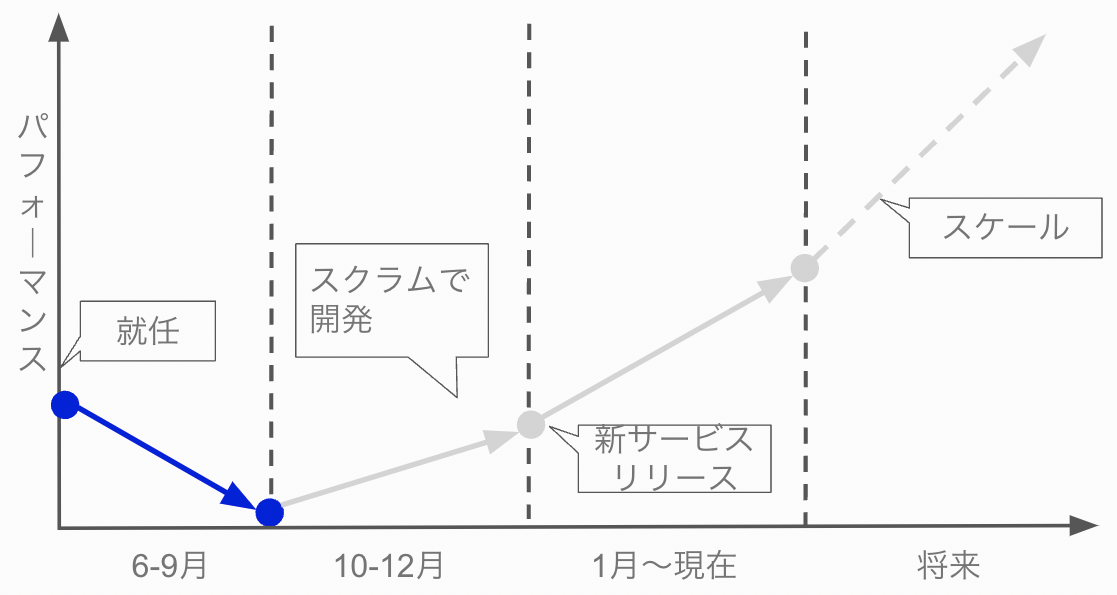 パフォーマンス
就任
スクラムで
開発
新サービス
リリース
スケール
6-9月
10-12月
1月～現在
将来